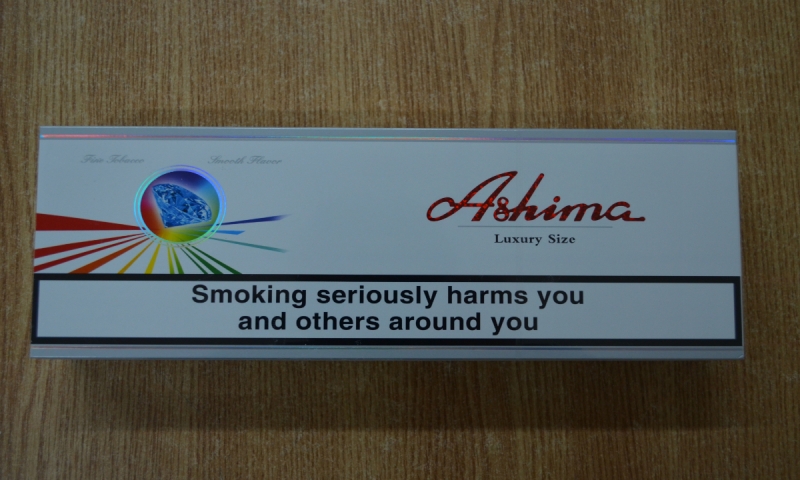 Fine Tobacco Smooth Flavor
Ashima
Luxury Size
Smoking seriously harms you
and others around you